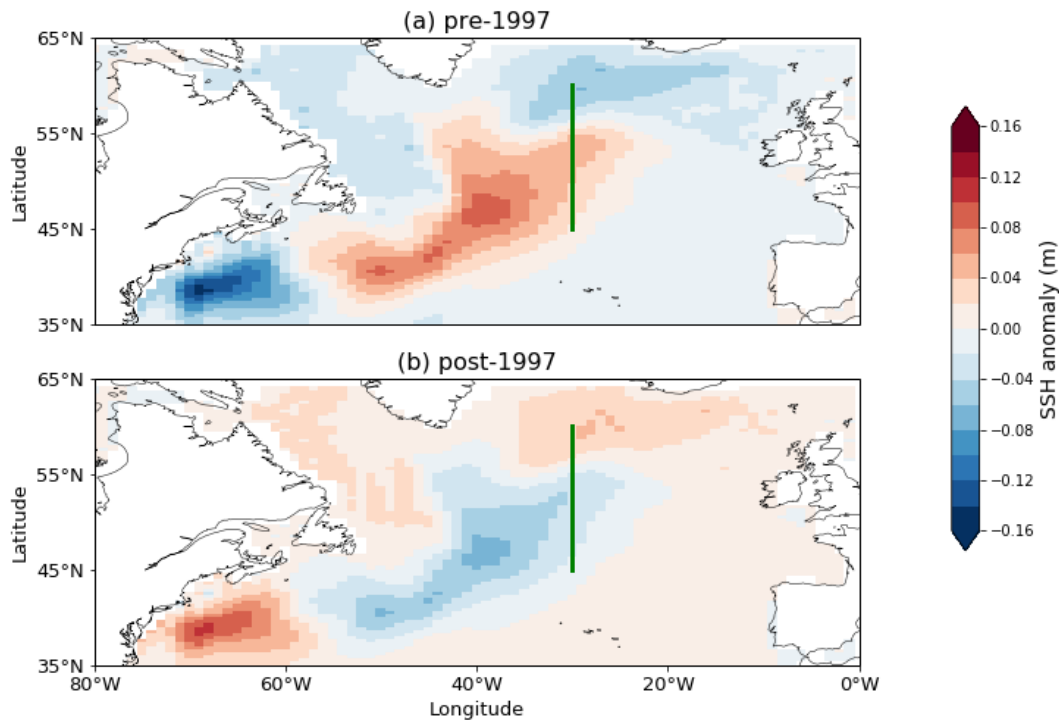 (a) pre-1997
65°N
55°N
45°N
35°N
Latitude
(b) post-1997
65°N
55°N
45°N
35°N
Latitude
80°W 60°W 40°W 20°W 0°W
Longitude
0.16
0.12
0.08
0.04
0.00
−0.04
−0.08
−0.12
−0.16
SSH anomaly (m)